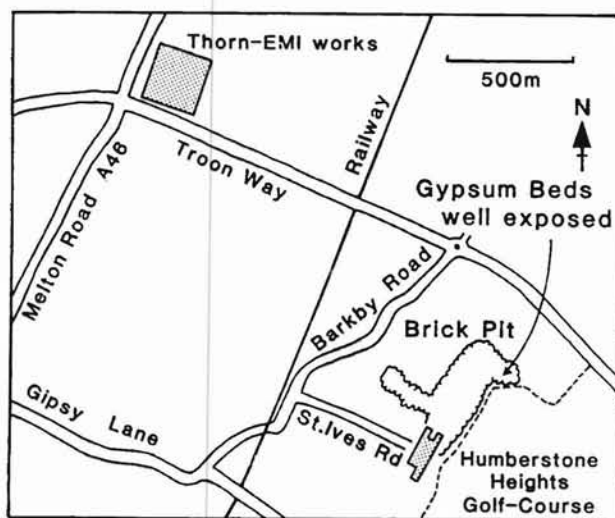 Thorn-EMI works
500m
N
Melton Road A46
Troon Way
Railway
Gypsum Beds
well exposed
Barkby Road
Brick Pit
Gipsy Lane
St.Ives Rd
Humberstone
Heights
Golf-Course